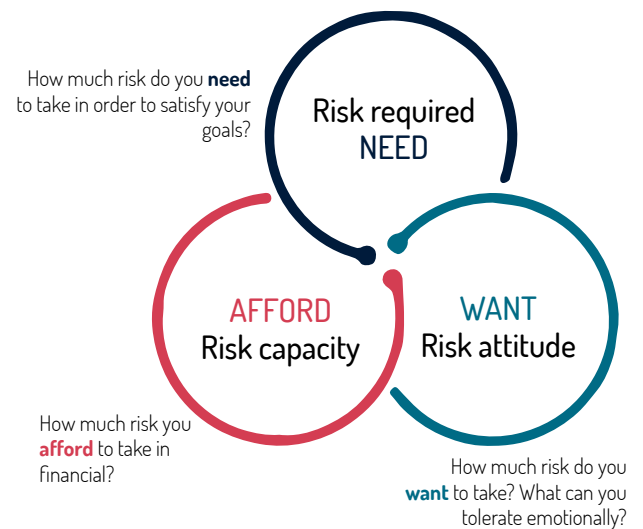 How much risk do you need
to take in order to satisfy your
goals?
Risk required
NEED
AFFORD
Risk capacity
WANT
Risk attitude
How much risk you
afford to take in
financial?
How much risk do you
want to take? What can you
tolerate emotionally?